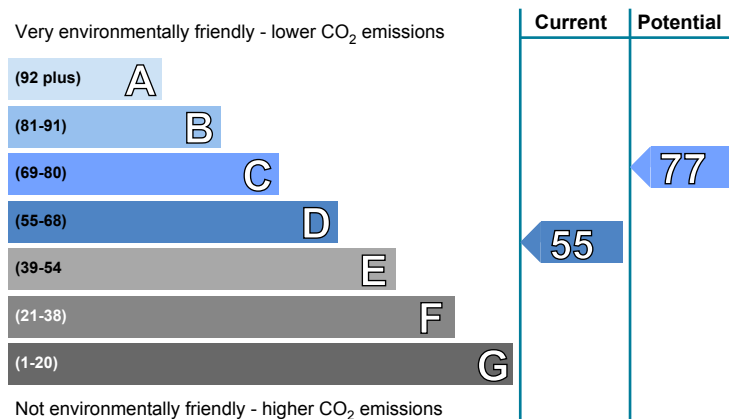 Very environmentally friendly - lower CO2 emissions
Current
Potential
(92 plus) A
(81-91) B
(69-80) C
77
(55-68) D
55
(39-54 E
(21-38) F
(1-20) G
Not environmentally friendly - higher CO2 emissions